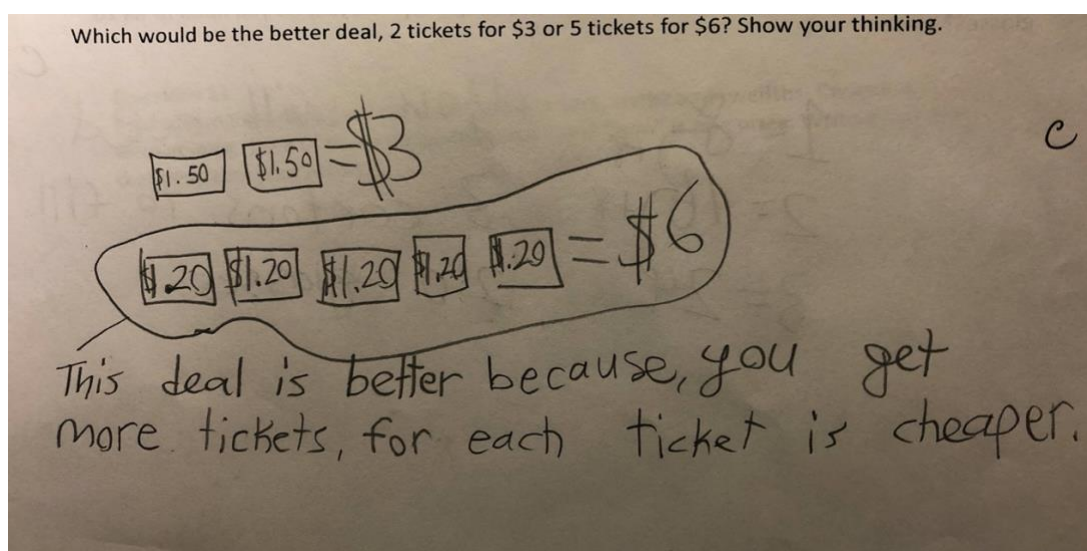 Which would be the better deal, 2 tickets for $3 or 5 tickets for $6? Show your thinking.
C
$1.50 $1.50 = $3
$1.20 $1.20 $1.20 $1.20 $1.20 = $6
This deal is better because, you get
more tickets, for each ticket is cheaper.